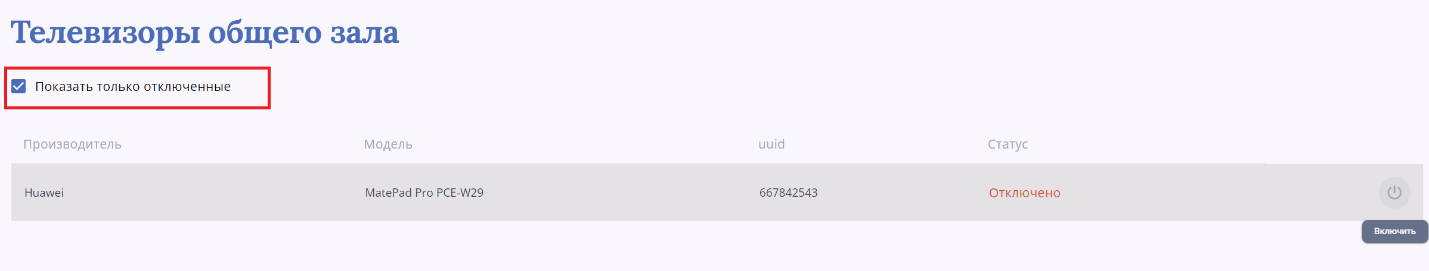 Телевизоры общего зала
Показать только отключенные
Производитель Модель uuid Статус
Huawei MatePad Pro PCE-W29 667842543 Отключено
Включить